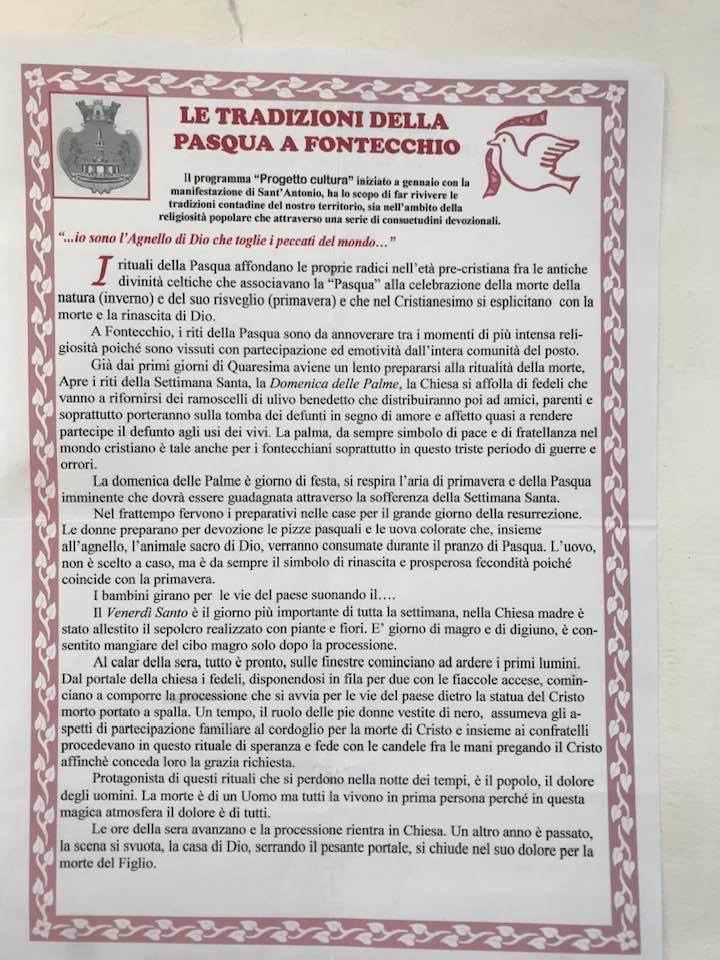 LE TRADIZIONI DELLA
PASQUA A FONTECCHIO
Il programma “Progetto cultura” iniziato a gennaio con la
manifestazione di Sant’Antonio, ha lo scopo di far rivivere le
tradizioni contadine del nostro territorio, sia nell’ambito della
religiosità popolare che attraverso una serie di consuetudini devozionali.
“...io sono l’Agnello di Dio che toglie i peccati del mondo…”
I rituali della Pasqua affondano le proprie radici nell’età pre-cristiana fra le antiche
divinità celtiche che associavano la “Pasqua” alla celebrazione della morte della
natura (inverno) e del suo risveglio (primavera) e che nel Cristianesimo si esplicitano con la
morte e la rinascita di Dio.
A Fontecchio, i riti della Pasqua sono da annoverare tra i momenti di più intensa reli-
giosità poiché sono vissuti con partecipazione ed emotività dall’intera comunità del posto.
Già dai primi giorni di Quaresima aviene un lento prepararsi alla ritualità della morte,
Apre i riti della Settimana Santa, la Domenica delle Palme, la Chiesa si affolla di fedeli che
vanno a rifornirsi dei ramoscelli di ulivo benedetto che distribuiranno poi ad amici, parenti e
soprattutto porteranno sulla tomba dei defunti in segno di amore e affetto quasi a rendere
partecipe il defunto agli usi dei vivi. La palma, da sempre simbolo di pace e di fratellanza nel
mondo cristiano è tale anche per i fontecchiani soprattutto in questo triste periodo di guerre e
orrori.
La domenica delle Palme è giorno di festa, si respira l’aria di primavera e della Pasqua
imminente che dovrà essere guadagnata attraverso la sofferenza della Settimana Santa.
Nel frattempo fervono i preparativi nelle case per il grande giorno della resurrezione.
Le donne preparano per devozione le pizze pasquali e le uova colorate che, insieme
all’agnello, l’animale sacro di Dio, verranno consumate durante il pranzo di Pasqua. L’uovo,
non è scelto a caso, ma è da sempre il simbolo di rinascita e prosperosa fecondità poiché
coincide con la primavera.
I bambini girano per le vie del paese suonando il….
Il Venerdì Santo è il giorno più importante di tutta la settimana, nella Chiesa madre è
stato allestito il sepolcro realizzato con piante e fiori. E’ giorno di magro e di digiuno, è con-
sentito mangiare del cibo magro solo dopo la processione.
Al calar della sera, tutto è pronto, sulle finestre cominciano ad ardere i primi lumini.
Dal portale della chiesa i fedeli, disponendosi in fila per due con le fiaccole accese, comin-
ciano a comporre la processione che si avvia per le vie del paese dietro la statua del Cristo
morto portato a spalla. Un tempo, il ruolo delle pie donne vestite di nero, assumeva gli a-
spetti di partecipazione familiare al cordoglio per la morte di Cristo e insieme ai confratelli
procedevano in questo rituale di speranza e fede con le candele fra le mani pregando il Cristo
affinchè conceda loro la grazia richiesta.
Protagonista di questi rituali che si perdono nella notte dei tempi, è il popolo, il dolore
degli uomini. La morte è di un Uomo ma tutti la vivono in prima persona perché in questa
magica atmosfera il dolore è di tutti.
Le ore della sera avanzano e la processione rientra in Chiesa. Un altro anno è passato,
la scena si svuota, la casa di Dio, serrando il pesante portale, si chiude nel suo dolore per la
morte del Figlio.